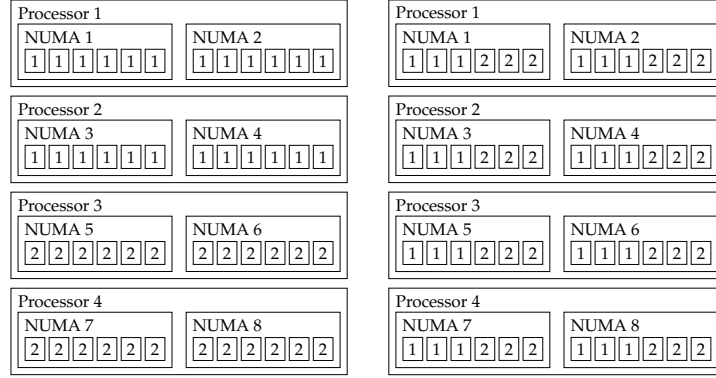 Processor 1
NUMA 1 NUMA 2
1 1 1 1 1 1 1 1 1 1 1 1
Processor 2
NUMA 3 NUMA 4
1 1 1 1 1 1 1 1 1 1 1 1
Processor 3
NUMA 5 NUMA 6
2 2 2 2 2 2 2 2 2 2 2 2
Processor 4
NUMA 7 NUMA 8
2 2 2 2 2 2 2 2 2 2 2 2
Processor 1
NUMA 1 NUMA 2
1 1 1 2 2 2 1 1 1 2 2 2
Processor 2
NUMA 3 NUMA 4
1 1 1 2 2 2 1 1 1 2 2 2
Processor 3
NUMA 5 NUMA 6
1 1 1 2 2 2 1 1 1 2 2 2
Processor 4
NUMA 7 NUMA 8
1 1 1 2 2 2 1 1 1 2 2 2